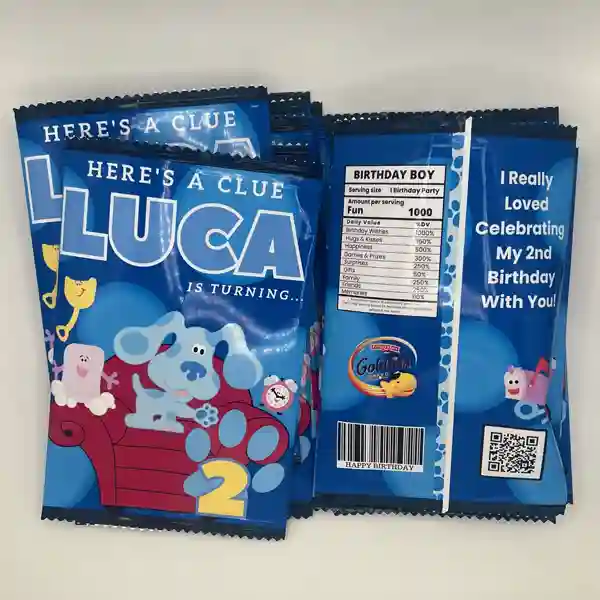 HERE'S A CLUE
LUCA
HERE'S A CLUE
LUCA
IS TURNING...
2
BIRTHDAY BOY
Serving size 1 Birthday Party
Amount per serving
Fun 1000
Daily Value %DV
Birthday Wishes 1000%
Hugs & Kisses
Happiness 500%
Games & Prizes 300%
Surprises 250%
Gifts 50%
Family 250%
Friends
Memories 110%
HAPPY BIRTHDAY
I Really
Loved
Celebrating
My 2nd
Birthday
With You!